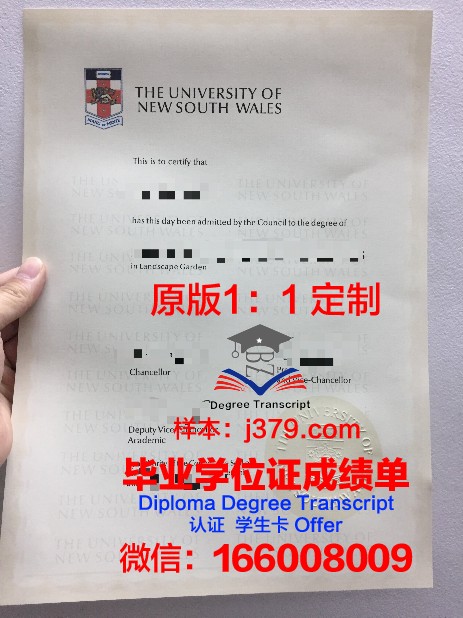 THE UNIVERSITY OF
NEW SOUTH WALES
This is to certify that
has this day been admitted by the Council to the degree of
in Landscape Garden
原版1：1定制
Chancellor
Vice-Chancellor
Degree Transcript
Deputy Vice
Academic
样本：j379.com
毕业学位证成绩单
Diploma Degree Transcript
认证 学生卡 Offer
微信：166008009